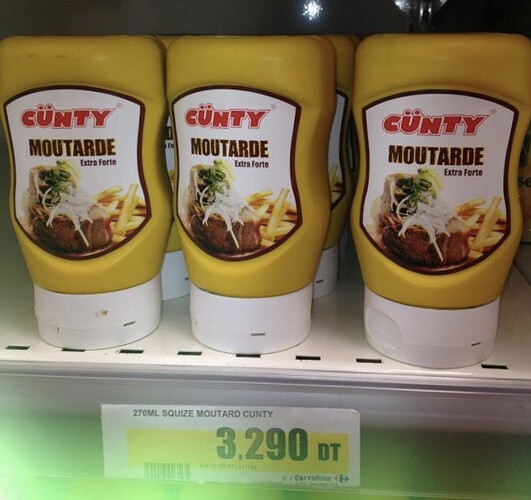 CÜNTY
MOUTARDE
Extra Forte
CÜNTY
MOUTARDE
Extra Forte
CÜNTY
MOUTARDE
Extra Forte
270ML SQUIZE MOUTARD CUNTY
3,290 DT
Carrefour